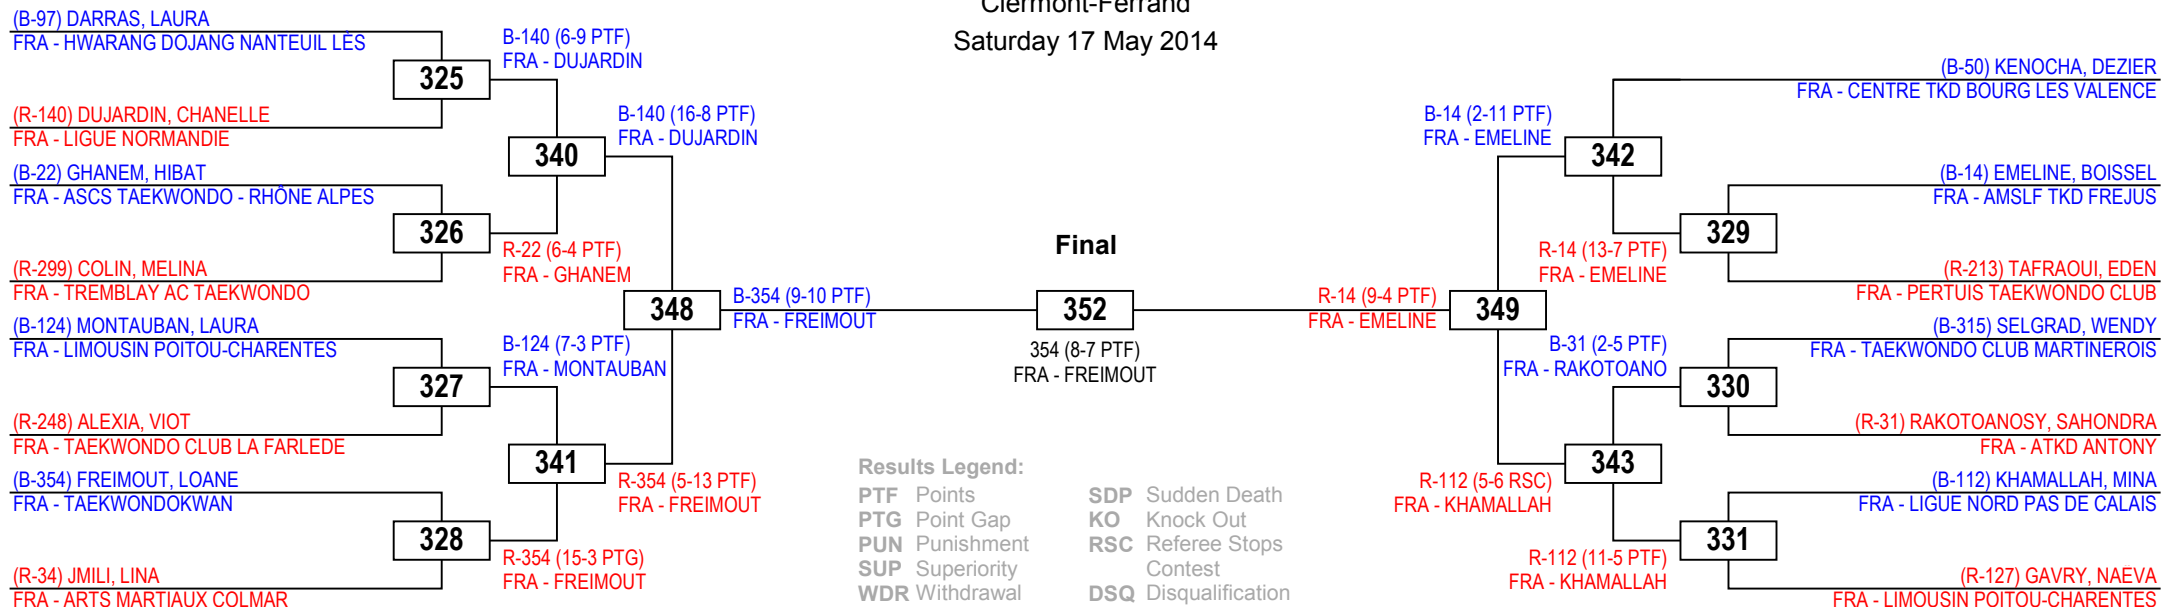 Clermont-Ferrand
Saturday 17 May 2014
(B-97) DARRAS, LAURA
FRA - HWARANG DOJANG NANTEUIL LÈS
325
(R-140) DUJARDIN, CHANELLE
FRA - LIGUE NORMANDIE
B-140 (6-9 PTF)
FRA - DUJARDIN
340
(B-22) GHANEM, HIBAT
FRA - ASCS TAEKWONDO - RHÔNE ALPES
326
(R-299) COLIN, MELINA
FRA - TREMBLAY AC TAEKWONDO
R-22 (6-4 PTF)
FRA - GHANEM
B-140 (16-8 PTF)
FRA - DUJARDIN
348
(B-124) MONTAUBAN, LAURA
FRA - LIMOUSIN POITOU-CHARENTES
327
(R-248) ALEXIA, VIOT
FRA - TAEKWONDO CLUB LA FARLEDE
B-124 (7-3 PTF)
FRA - MONTAUBAN
341
(B-354) FREIMOUT, LOANE
FRA - TAEKWONDOKWAN
328
(R-34) JMILI, LINA
FRA - ARTS MARTIAUX COLMAR
R-354 (15-3 PTG)
FRA - FREIMOUT
R-354 (5-13 PTF)
FRA - FREIMOUT
B-354 (9-10 PTF)
FRA - FREIMOUT
Final
352
354 (8-7 PTF)
FRA - FREIMOUT
R-14 (9-4 PTF)
FRA - EMELINE
349
B-14 (2-11 PTF)
FRA - EMELINE
342
(B-50) KENOCHA, DEZIER
FRA - CENTRE TKD BOURG LES VALENCE
(B-14) EMELINE, BOISSEL
FRA - AMSLF TKD FREJUS
329
R-14 (13-7 PTF)
FRA - EMELINE
(R-213) TAFRAOUI, EDEN
FRA - PERTUIS TAEKWONDO CLUB
(B-315) SELGRAD, WENDY
FRA - TAEKWONDO CLUB MARTINEROIS
B-31 (2-5 PTF)
FRA - RAKOTOANO
330
(R-31) RAKOTOANOSY, SAHONDRA
FRA - ATKD ANTONY
343
R-112 (5-6 RSC)
FRA - KHAMALLAH
(B-112) KHAMALLAH, MINA
FRA - LIGUE NORD PAS DE CALAIS
331
R-112 (11-5 PTF)
FRA - KHAMALLAH
(R-127) GAVRY, NAEVA
FRA - LIMOUSIN POITOU-CHARENTES
Results Legend:
PTF Points
PTG Point Gap
PUN Punishment
SUP Superiority
WDR Withdrawal
SDP Sudden Death
KO Knock Out
RSC Referee Stops
Contest
DSQ Disqualification